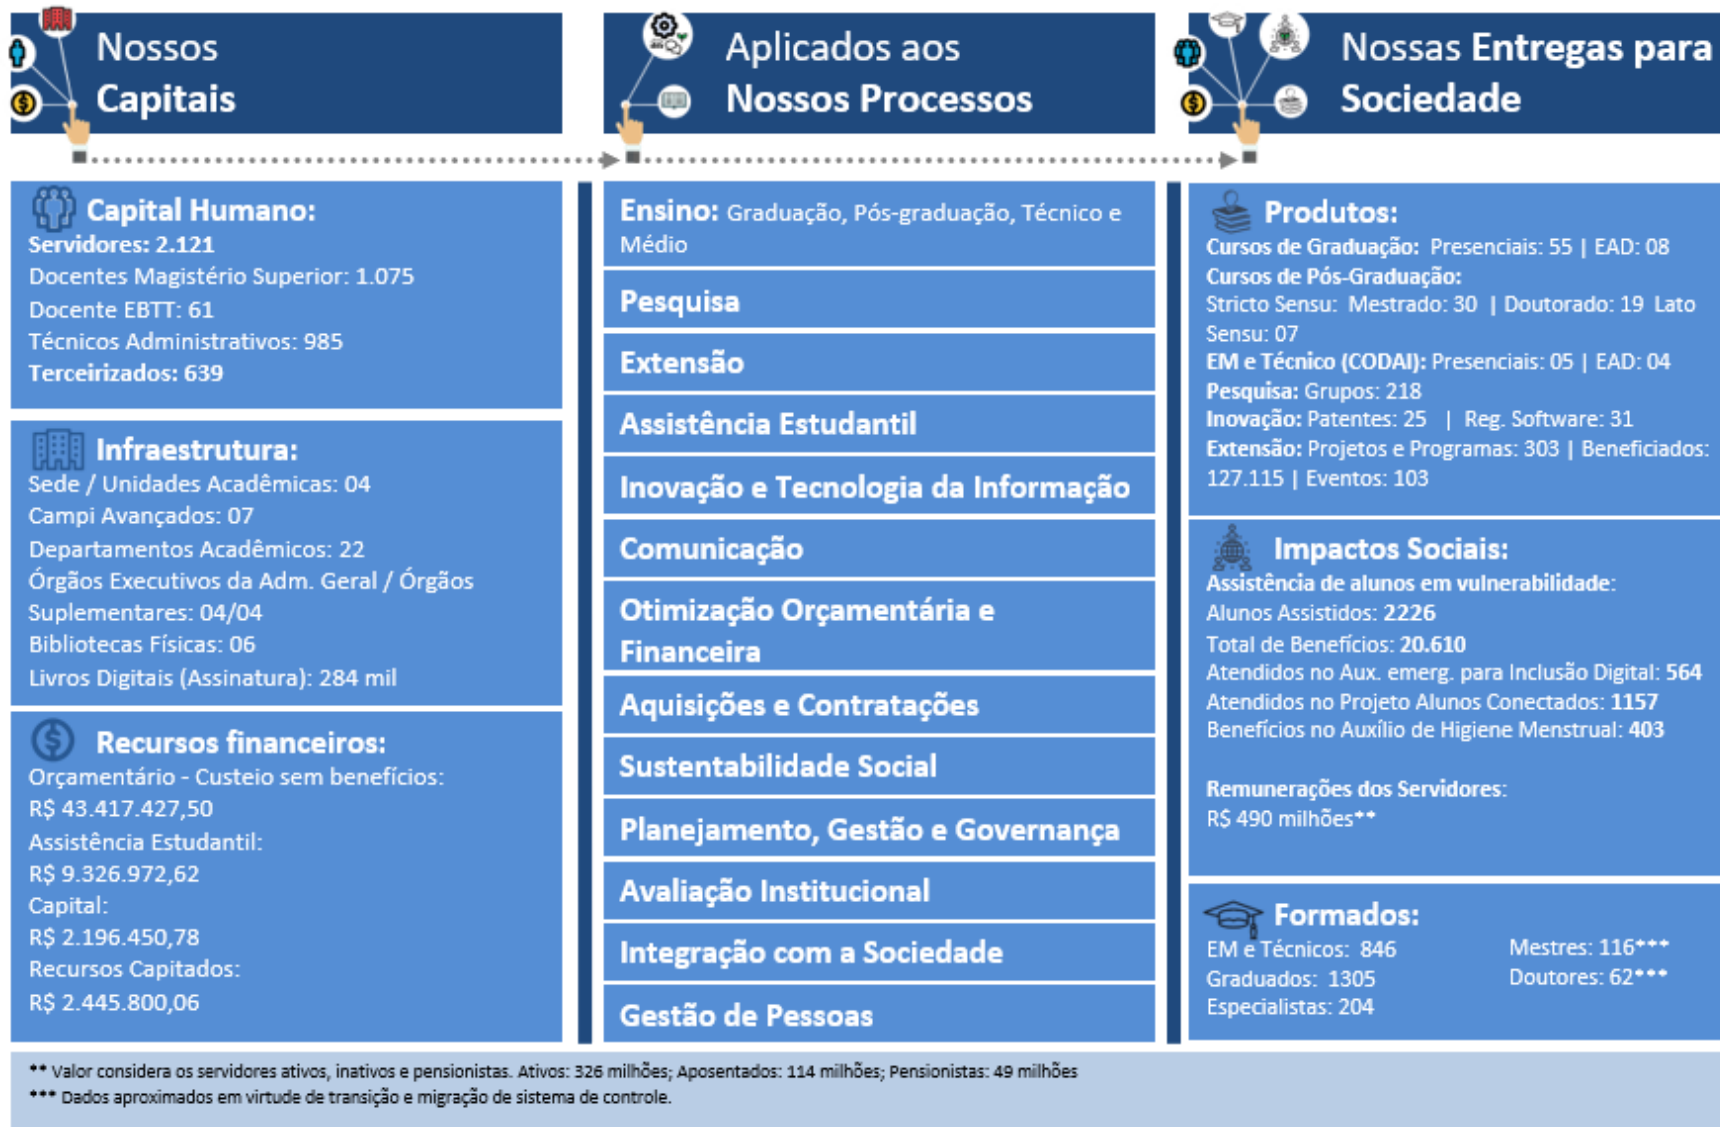 Nossos
Capitais
Aplicados aos
Nossos Processos
Nossas Entregas para
Sociedade
Capital Humano:
Servidores: 2.121
Docentes Magistério Superior: 1.075
Docente EBTT: 61
Técnicos Administrativos: 985
Terceirizados: 639
Infraestrutura:
Sede / Unidades Acadêmicas: 04
Campi Avançados: 07
Departamentos Acadêmicos: 22
Órgãos Executivos da Adm. Geral / Órgãos
Suplementares: 04/04
Bibliotecas Físicas: 06
Livros Digitais (Assinatura): 284 mil
Recursos financeiros:
Orçamentário - Custeio sem benefícios:
R$ 43.417.427,50
Assistência Estudantil:
R$ 9.326.972,62
Capital:
R$ 2.196.450,78
Recursos Capitados:
R$ 2.445.800,06
Ensino: Graduação, Pós-graduação, Técnico e
Médio
Pesquisa
Extensão
Assistência Estudantil
Inovação e Tecnologia da Informação
Comunicação
Otimização Orçamentária e
Financeira
Aquisições e Contratações
Sustentabilidade Social
Planejamento, Gestão e Governança
Avaliação Institucional
Integração com a Sociedade
Gestão de Pessoas
Produtos:
Cursos de Graduação: Presenciais: 55 | EAD: 08
Cursos de Pós-Graduação:
Stricto Sensu: Mestrado: 30 | Doutorado: 19 Lato
Sensu: 07
EM e Técnico (CODAI): Presenciais: 05 | EAD: 04
Pesquisa: Grupos: 218
Inovação: Patentes: 25 | Reg. Software: 31
Extensão: Projetos e Programas: 303 | Beneficiados:
127.115 | Eventos: 103
Impactos Sociais:
Assistência de alunos em vulnerabilidade:
Alunos Assistidos: 2226
Total de Benefícios: 20.610
Atendidos no Aux. emerg. para Inclusão Digital: 564
Atendidos no Projeto Alunos Conectados: 1157
Benefícios no Auxílio de Higiene Menstrual: 403
Remunerações dos Servidores:
R$ 490 milhões**
Formados:
EM e Técnicos: 846
Graduados: 1305
Especialistas: 204
Mestres: 116***
Doutores: 62***
** Valor considera os servidores ativos, inativos e pensionistas. Ativos: 326 milhões; Aposentados: 114 milhões; Pensionistas: 49 milhões
*** Dados aproximados em virtude de transição e migração de sistema de controle.